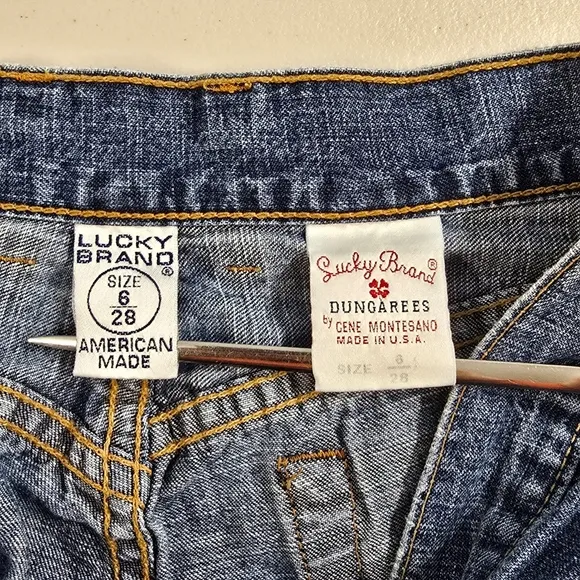 LUCKY
BRAND®
SIZE
6
28
AMERICAN
MADE
Lucky Brand®
DUNGAREES
by GENE MONTESANO
MADE IN U.S.A.
SIZE 6
28